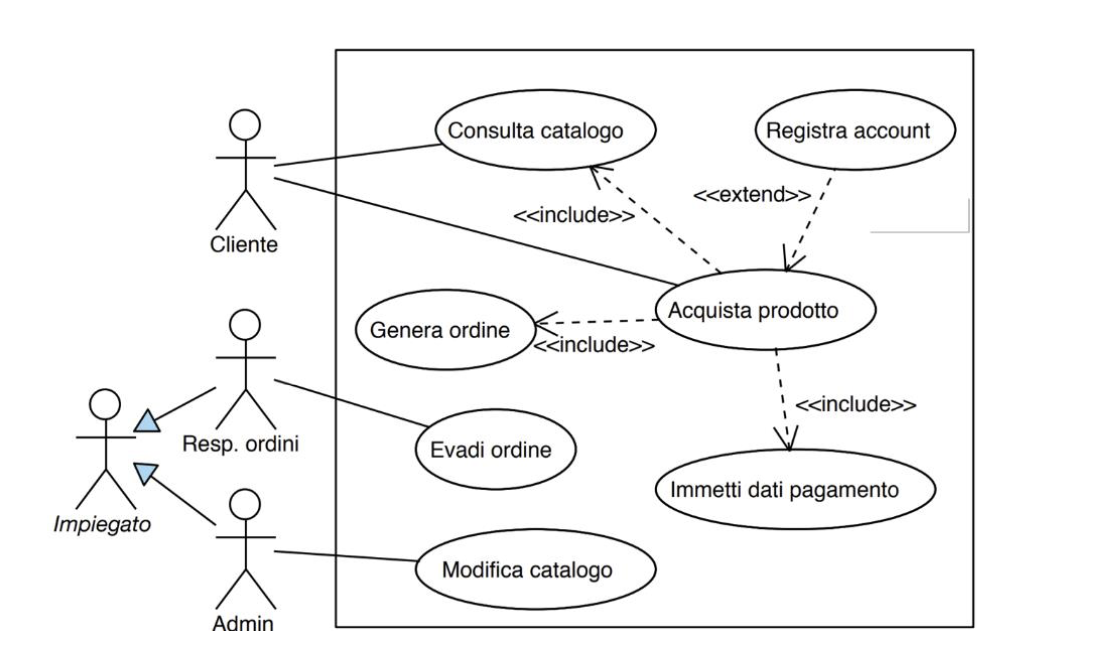 Consulta catalogo
Registra account
<<extend>>
<<include>>
Cliente
Acquista prodotto
Genera ordine
<<include>>
<<include>>
Resp. ordini
Evadi ordine
Immetti dati pagamento
Impiegato
Modifica catalogo
Admin